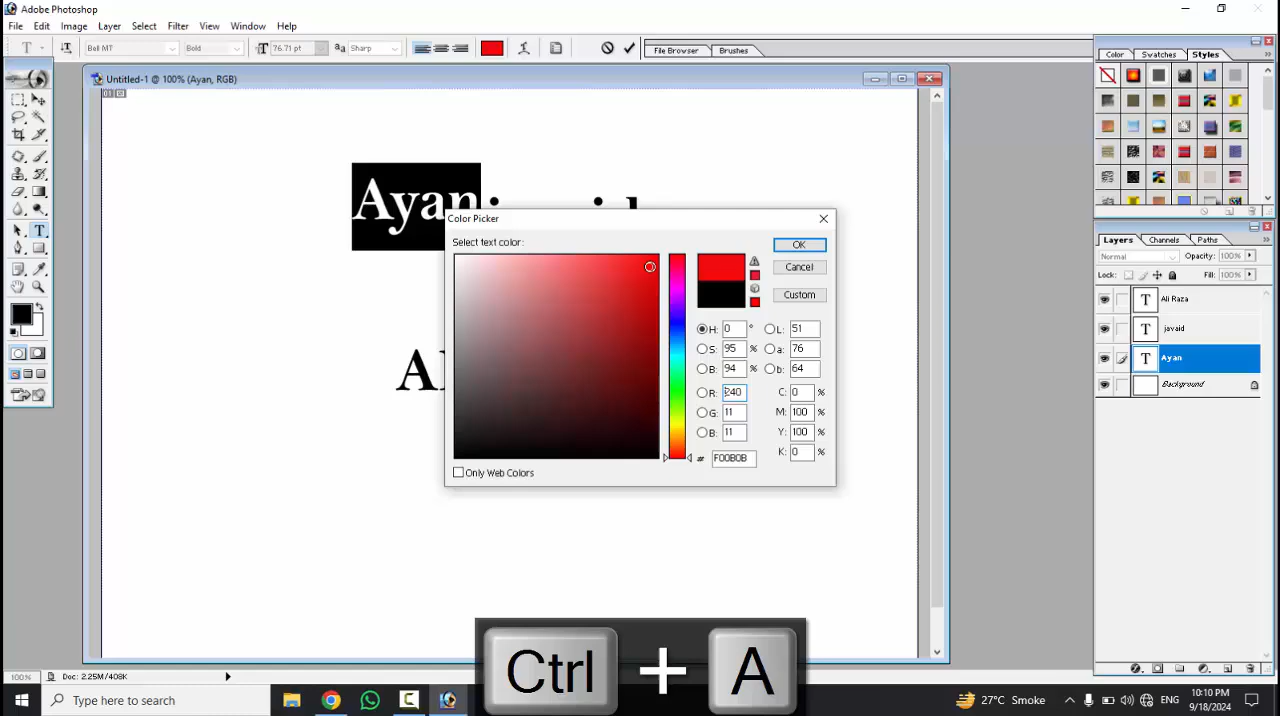 Adobe Photoshop
File Edit Image Layer Select Filter View Window Help
Bell MT Bold 76.71 pt aa Sharp File Browser Brushes
Color Swatches Styles
Untitled-1 @ 100% (Ayan, RGB)
Ayan
Color Picker
Select text color:
OK
Cancel
Custom
H: 0 ° L: 51
S: 95 % a: 76
B: 94 % b: 64
R: 240 C: 0 %
G: 11 M: 100 %
B: 11 Y: 100 %
K: 0 %
# F00B0B
Only Web Colors
Layers Channels Paths
Normal Opacity: 100%
Lock: Fill: 100%
T Ali Raza
T javaid
T Ayan
Background
100% Doc: 2.25M/408K
Ctrl + A
Type here to search
27°C Smoke
ENG
10:10 PM
9/18/2024